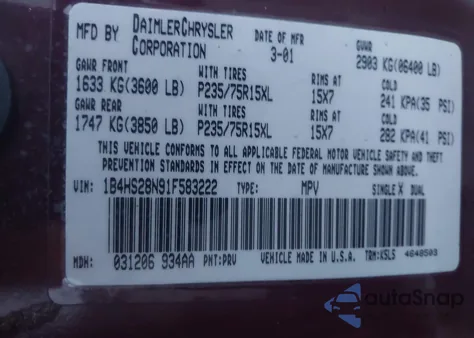 MFD BY DAIMLERCHRYSLER CORPORATION DATE OF MFR 3-01 GVWR 2903 KG(06400 LB)
GAWR FRONT WITH TIRES RIMS AT COLD
1633 KG(3600 LB) P235/75R15XL 15X7 241 KPA(35 PSI)
GAWR REAR WITH TIRES RIMS AT COLD
1747 KG(3850 LB) P235/75R15XL 15X7 282 KPA(41 PSI)
THIS VEHICLE CONFORMS TO ALL APPLICABLE FEDERAL MOTOR VEHICLE SAFETY AND THEFT
PREVENTION STANDARDS IN EFFECT ON THE DATE OF MANUFACTURE SHOWN ABOVE.
VIN: 1B4HS28N91F583222 TYPE: MPV SINGLE X DUAL
MDH: 031206 934AA PNT:PRV VEHICLE MADE IN U.S.A. TRM:K5L5 4648503
autoSnap